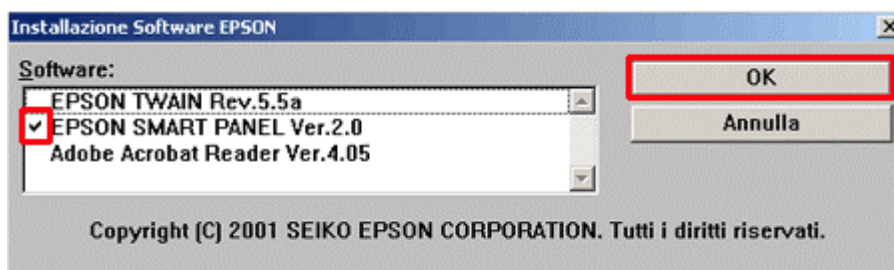 Installazione Software EPSON
Software:
EPSON TWAIN Rev.5.5a
EPSON SMART PANEL Ver.2.0
Adobe Acrobat Reader Ver.4.05
OK
Annulla
Copyright (C) 2001 SEIKO EPSON CORPORATION. Tutti i diritti riservati.